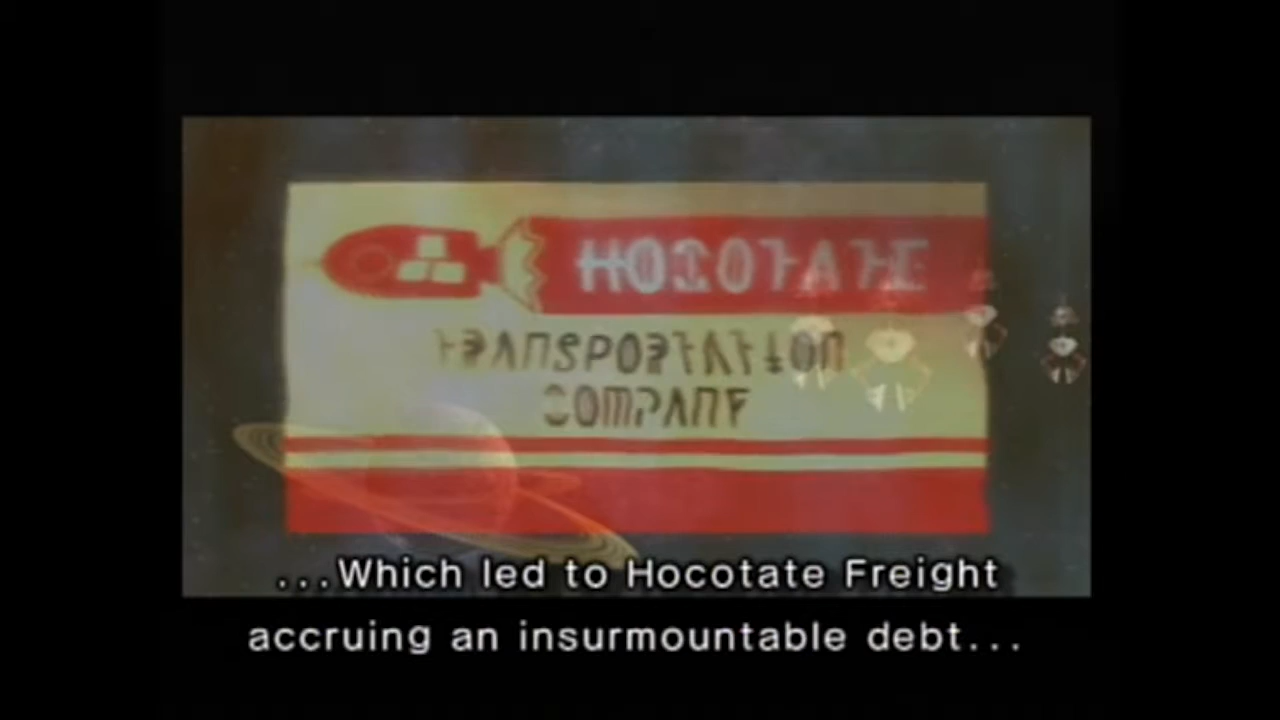 HOCOTATE
TRANSPORTATION
COMPANY
...Which led to Hocotate Freight
accruing an insurmountable debt...